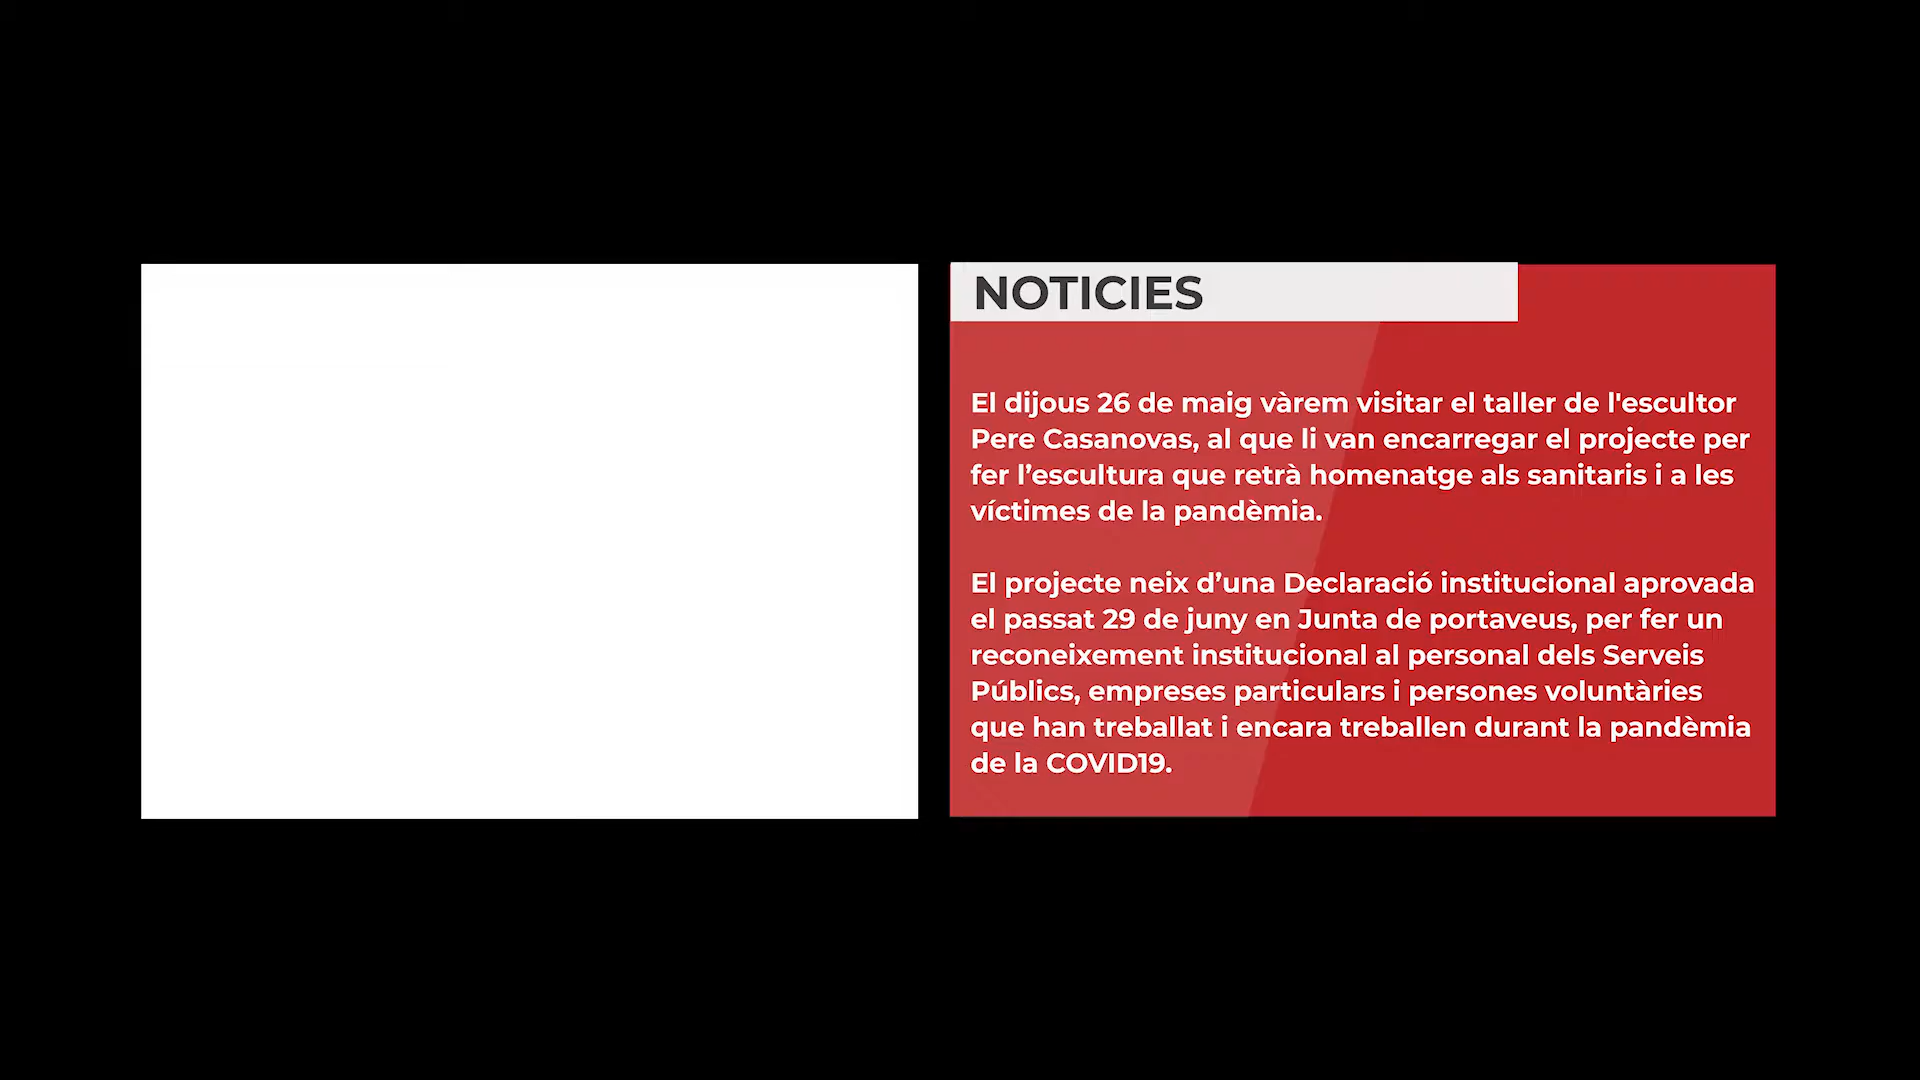 NOTICIES
El dijous 26 de maig vàrem visitar el taller de l'escultor
Pere Casanovas, al que li van encarregar el projecte per
fer l’escultura que retrà homenatge als sanitaris i a les
víctimes de la pandèmia.
El projecte neix d’una Declaració institucional aprovada
el passat 29 de juny en Junta de portaveus, per fer un
reconeixement institucional al personal dels Serveis
Públics, empreses particulars i persones voluntàries
que han treballat i encara treballen durant la pandèmia
de la COVID19.